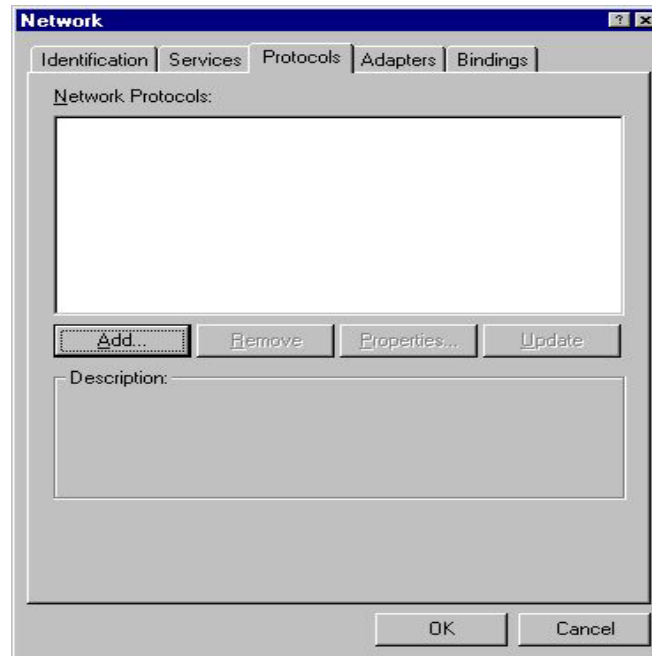 Network
Identification Services Protocols Adapters Bindings
Network Protocols:
Add... Remove Properties... Update
Description:
OK Cancel